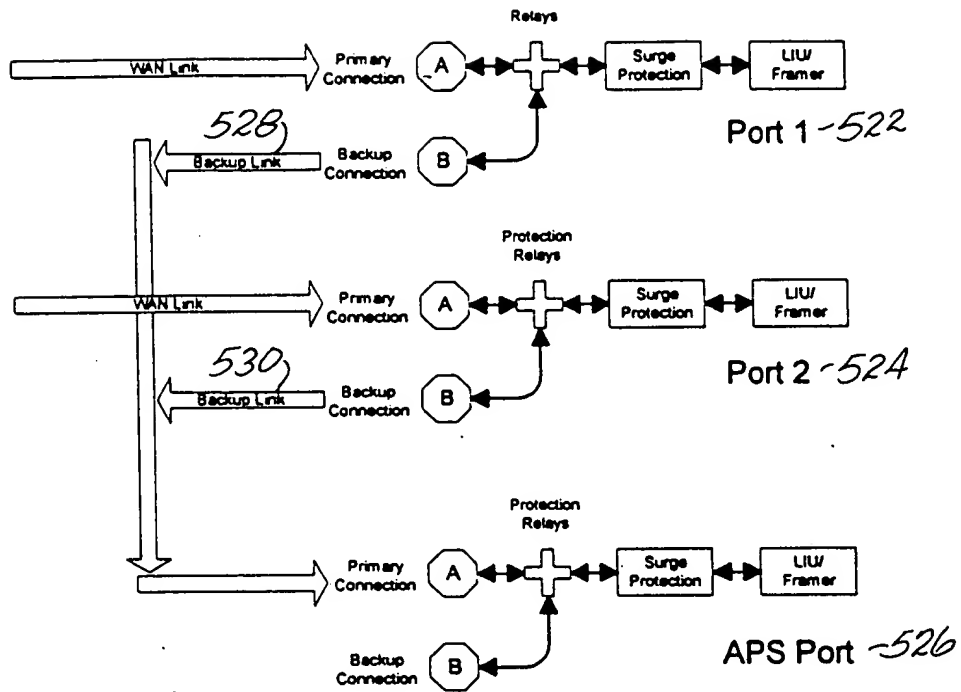 Relays
WAN Link
Primary
Connection
A
Surge
Protection
LIU/
Framer
Port 1 -522
528
Backup Link
Backup
Connection
B
Protection
Relays
WAN Link
Primary
Connection
A
Surge
Protection
LIU/
Framer
Port 2 -524
530
Backup Link
Backup
Connection
B
Protection
Relays
Primary
Connection
A
Surge
Protection
LIU/
Framer
APS Port -526
Backup
Connection
B